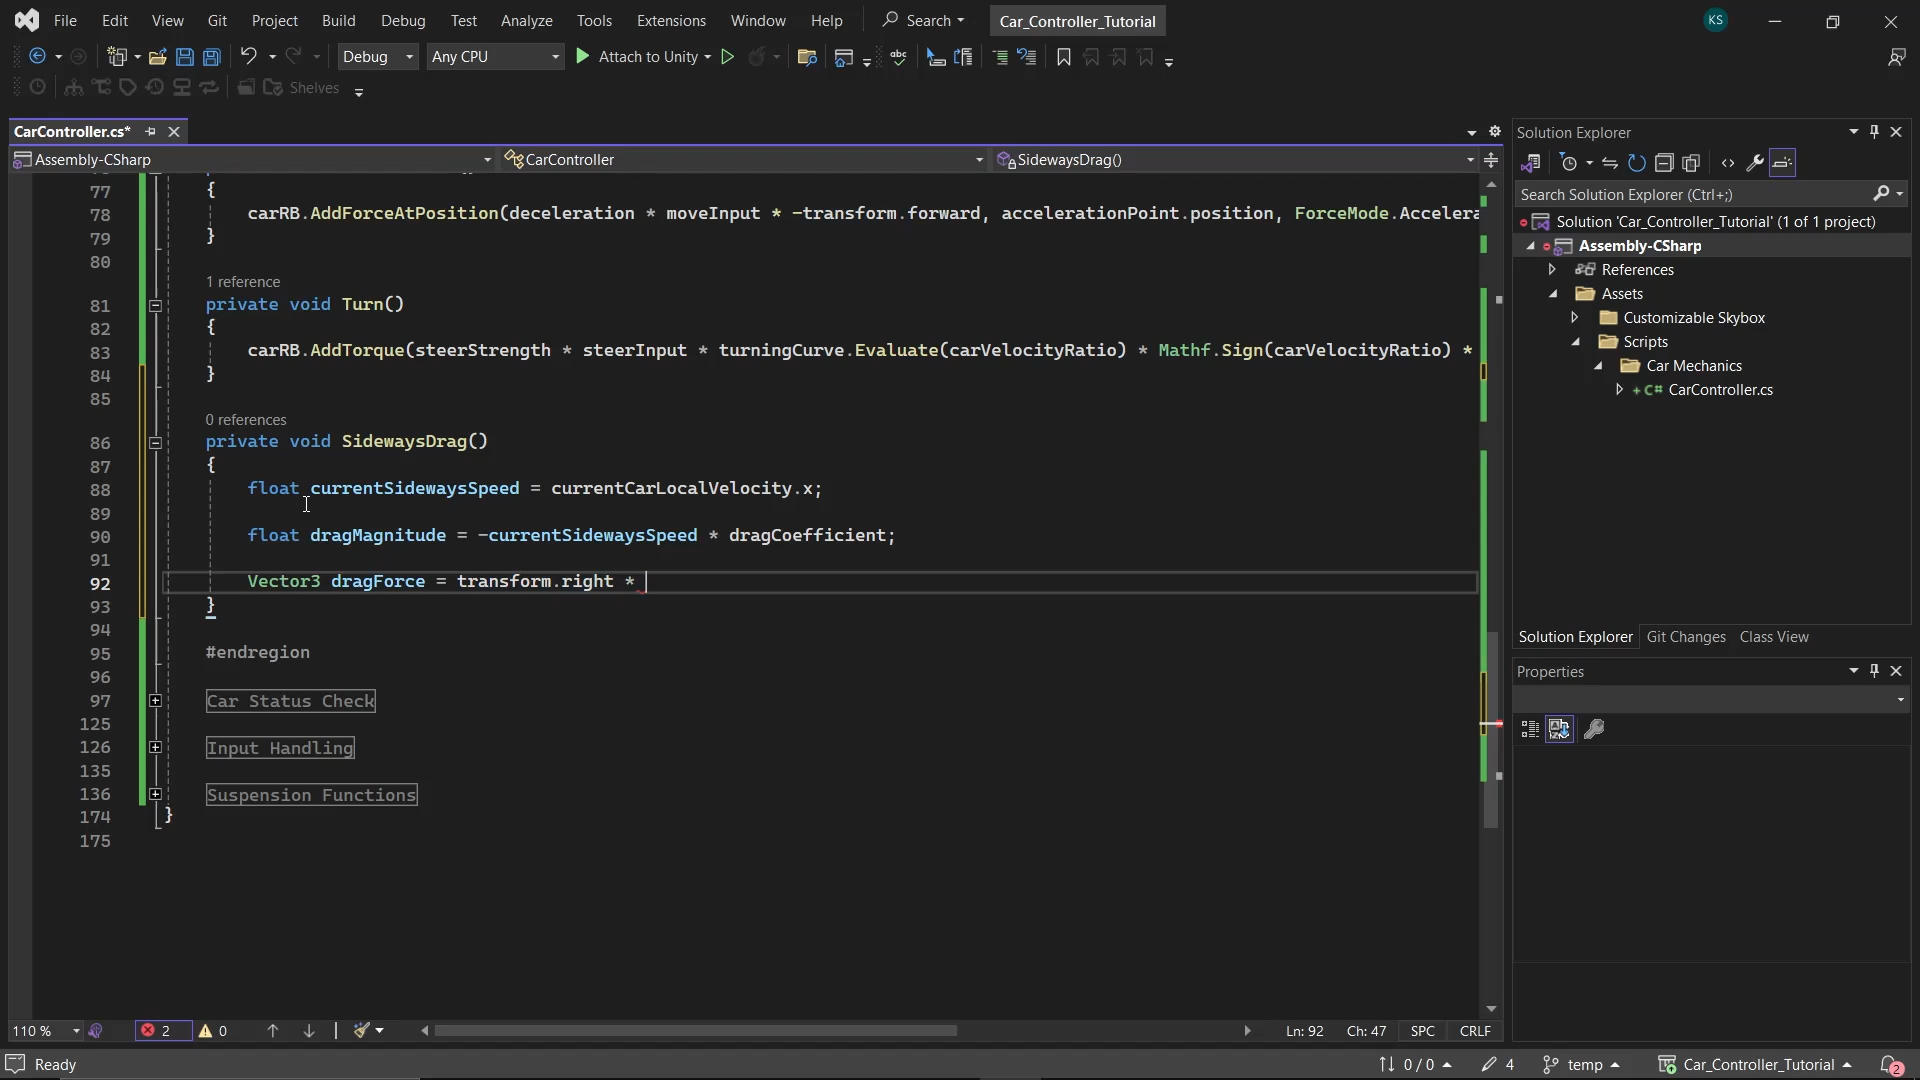 File Edit View Git Project Build Debug Test Analyze Tools Extensions Window Help Search Car_Controller_Tutorial KS
Debug Any CPU Attach to Unity abc
Shelves
CarController.cs*
Assembly-CSharp CarController SidewaysDrag()
77 {
78 carRB.AddForceAtPosition(deceleration * moveInput * -transform.forward, accelerationPoint.position, ForceMode.Accelera
79 }
80
1 reference
81 private void Turn()
82 {
83 carRB.AddTorque(steerStrength * steerInput * turningCurve.Evaluate(carVelocityRatio) * Mathf.Sign(carVelocityRatio) *
84 }
85
0 references
86 private void SidewaysDrag()
87 {
88 float currentSidewaysSpeed = currentCarLocalVelocity.x;
89
90 float dragMagnitude = -currentSidewaysSpeed * dragCoefficient;
91
92 Vector3 dragForce = transform.right *
93 }
94
95 #endregion
96
97 Car Status Check
125
126 Input Handling
135
136 Suspension Functions
174 }
175
110 % 2 0 Ln: 92 Ch: 47 SPC CRLF
Solution Explorer
Search Solution Explorer (Ctrl+;)
Solution 'Car_Controller_Tutorial' (1 of 1 project)
Assembly-CSharp
References
Assets
Customizable Skybox
Scripts
Car Mechanics
+ C# CarController.cs
Solution Explorer Git Changes Class View
Properties
Ready 0 / 0 4 temp Car_Controller_Tutorial 2